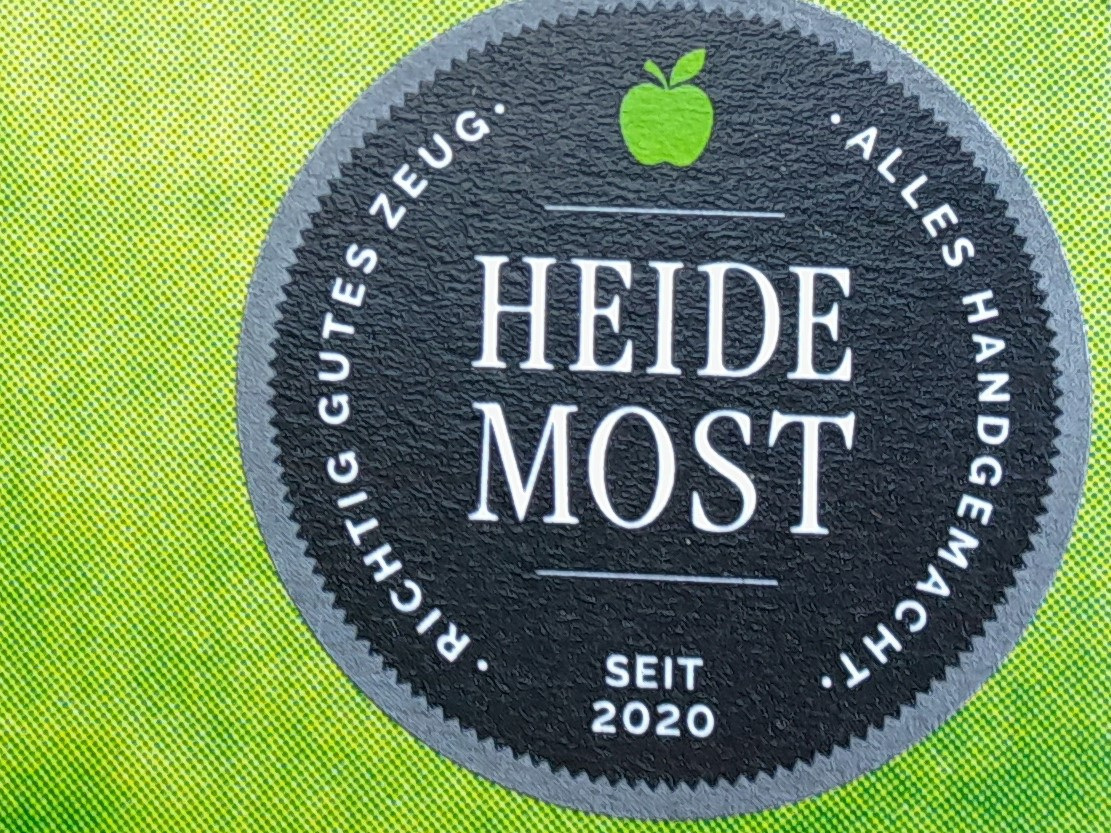 · RICHTIG GUTES ZEUG ·
· ALLES HANDGEMACHT ·
HEIDE
MOST
SEIT
2020